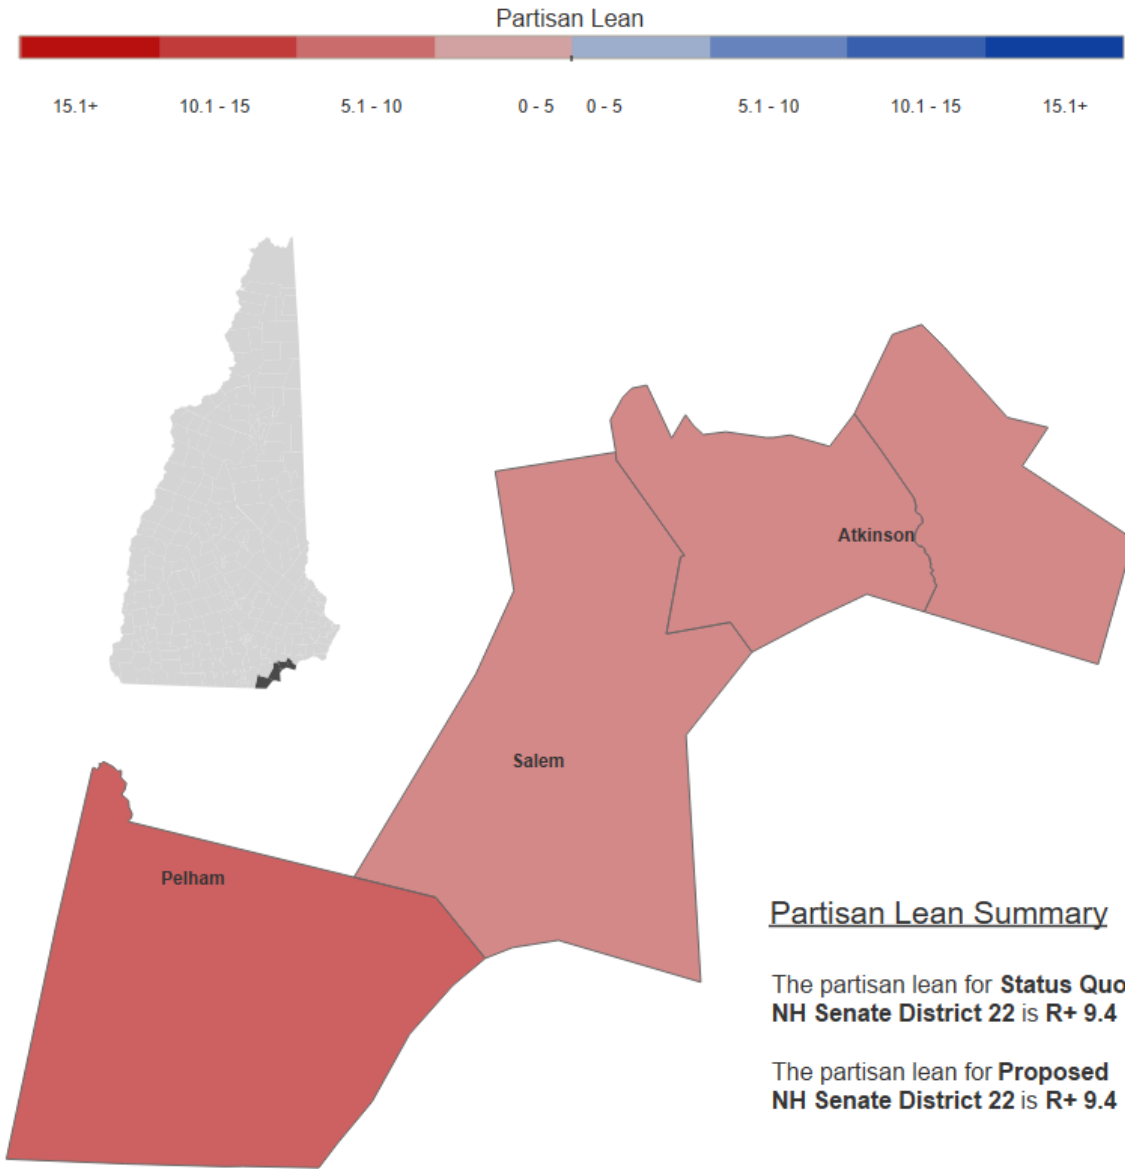 Partisan Lean
15.1+ 10.1 - 15 5.1 - 10 0 - 5 0 - 5 5.1 - 10 10.1 - 15 15.1+
Atkinson
Salem
Pelham
Partisan Lean Summary
The partisan lean for Status Quo
NH Senate District 22 is R+ 9.4
The partisan lean for Proposed
NH Senate District 22 is R+ 9.4